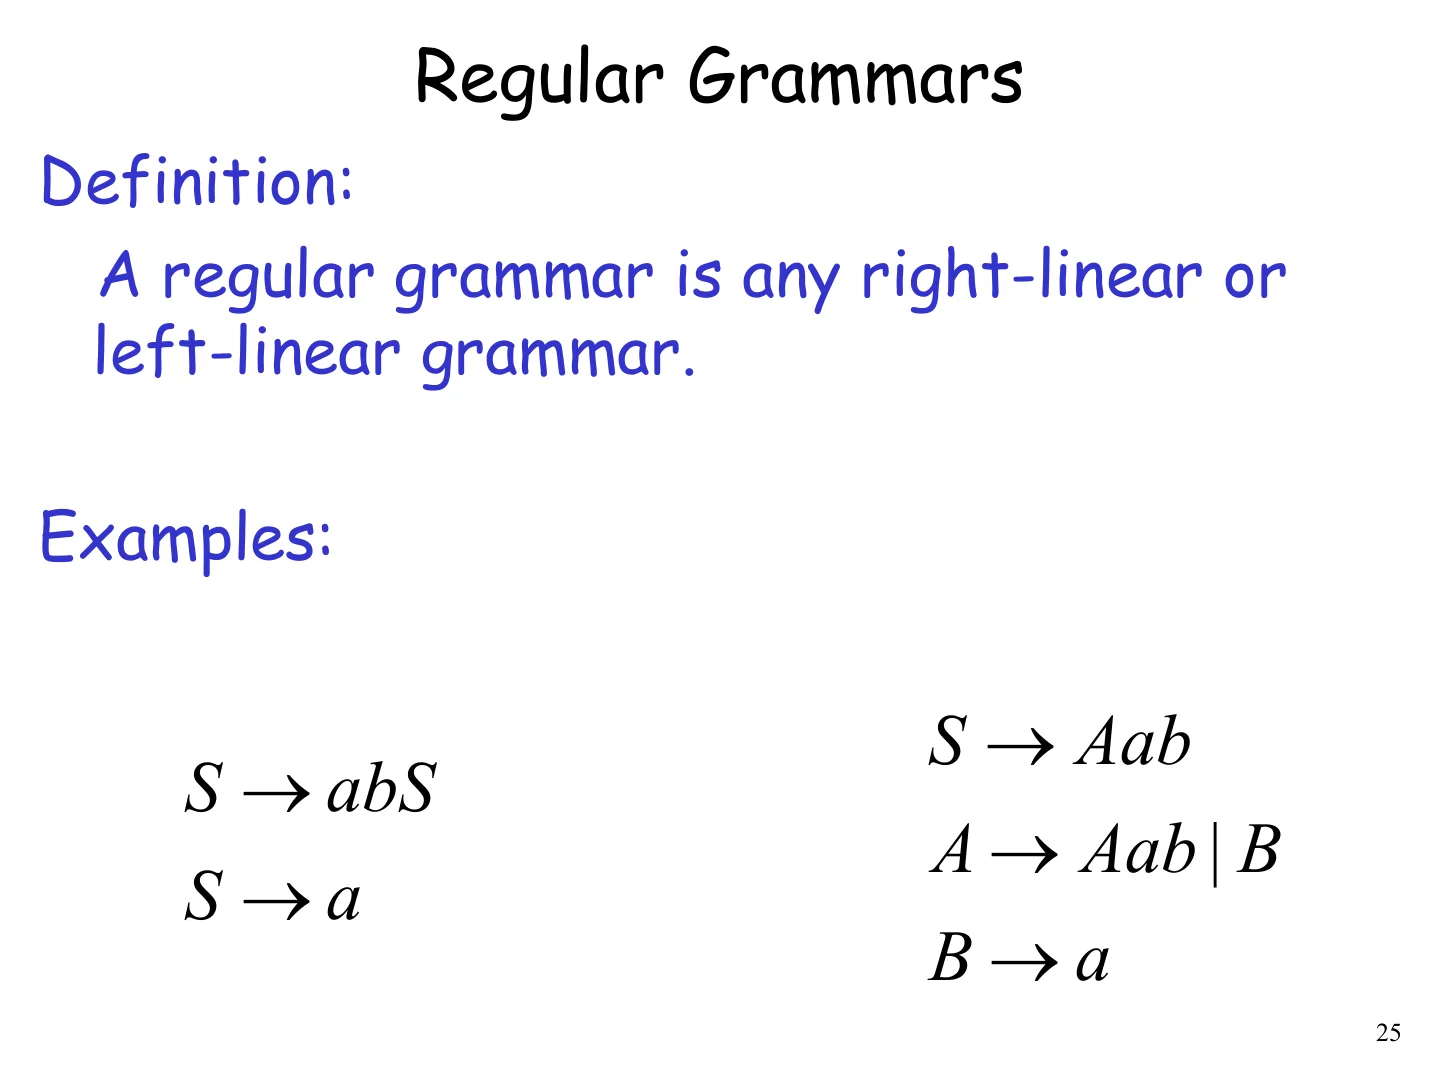 Regular Grammars
Definition:
A regular grammar is any right-linear or
left-linear grammar.
Examples:
S → abS
S → a
S → Aab
A → Aab | B
B → a
25